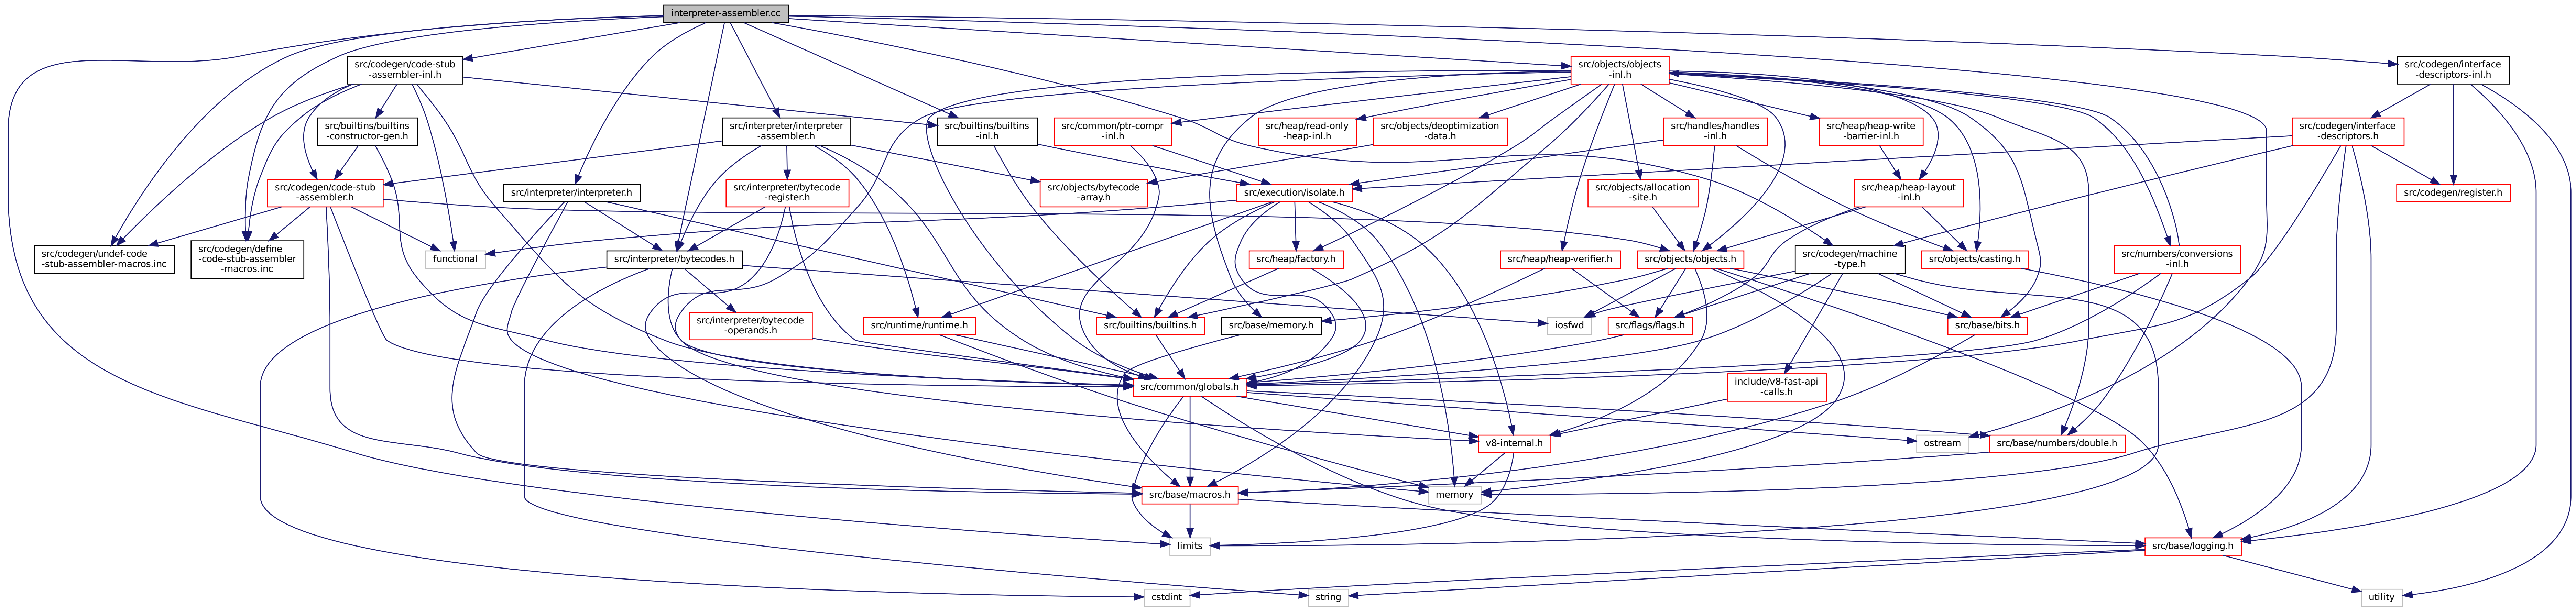 interpreter-assembler.cc
src/codegen/code-stub
-assembler-inl.h
src/objects/objects
-inl.h
src/codegen/interface
-descriptors-inl.h
src/builtins/builtins
-constructor-gen.h
src/interpreter/interpreter
-assembler.h
src/builtins/builtins
-inl.h
src/common/ptr-compr
-inl.h
src/heap/read-only
-heap-inl.h
src/objects/deoptimization
-data.h
src/handles/handles
-inl.h
src/heap/heap-write
-barrier-inl.h
src/codegen/interface
-descriptors.h
src/codegen/code-stub
-assembler.h
src/interpreter/interpreter.h
src/interpreter/bytecode
-register.h
src/objects/bytecode
-array.h
src/execution/isolate.h
src/objects/allocation
-site.h
src/heap/heap-layout
-inl.h
src/codegen/register.h
src/codegen/undef-code
-stub-assembler-macros.inc
src/codegen/define
-code-stub-assembler
-macros.inc
functional
src/interpreter/bytecodes.h
src/heap/factory.h
src/heap/heap-verifier.h
src/objects/objects.h
src/codegen/machine
-type.h
src/objects/casting.h
src/numbers/conversions
-inl.h
src/interpreter/bytecode
-operands.h
iosfwd
src/runtime/runtime.h
src/builtins/builtins.h
src/base/memory.h
src/flags/flags.h
src/base/bits.h
src/common/globals.h
include/v8-fast-api
-calls.h
v8-internal.h
ostream
src/base/numbers/double.h
src/base/macros.h
memory
limits
src/base/logging.h
cstdint
string
utility